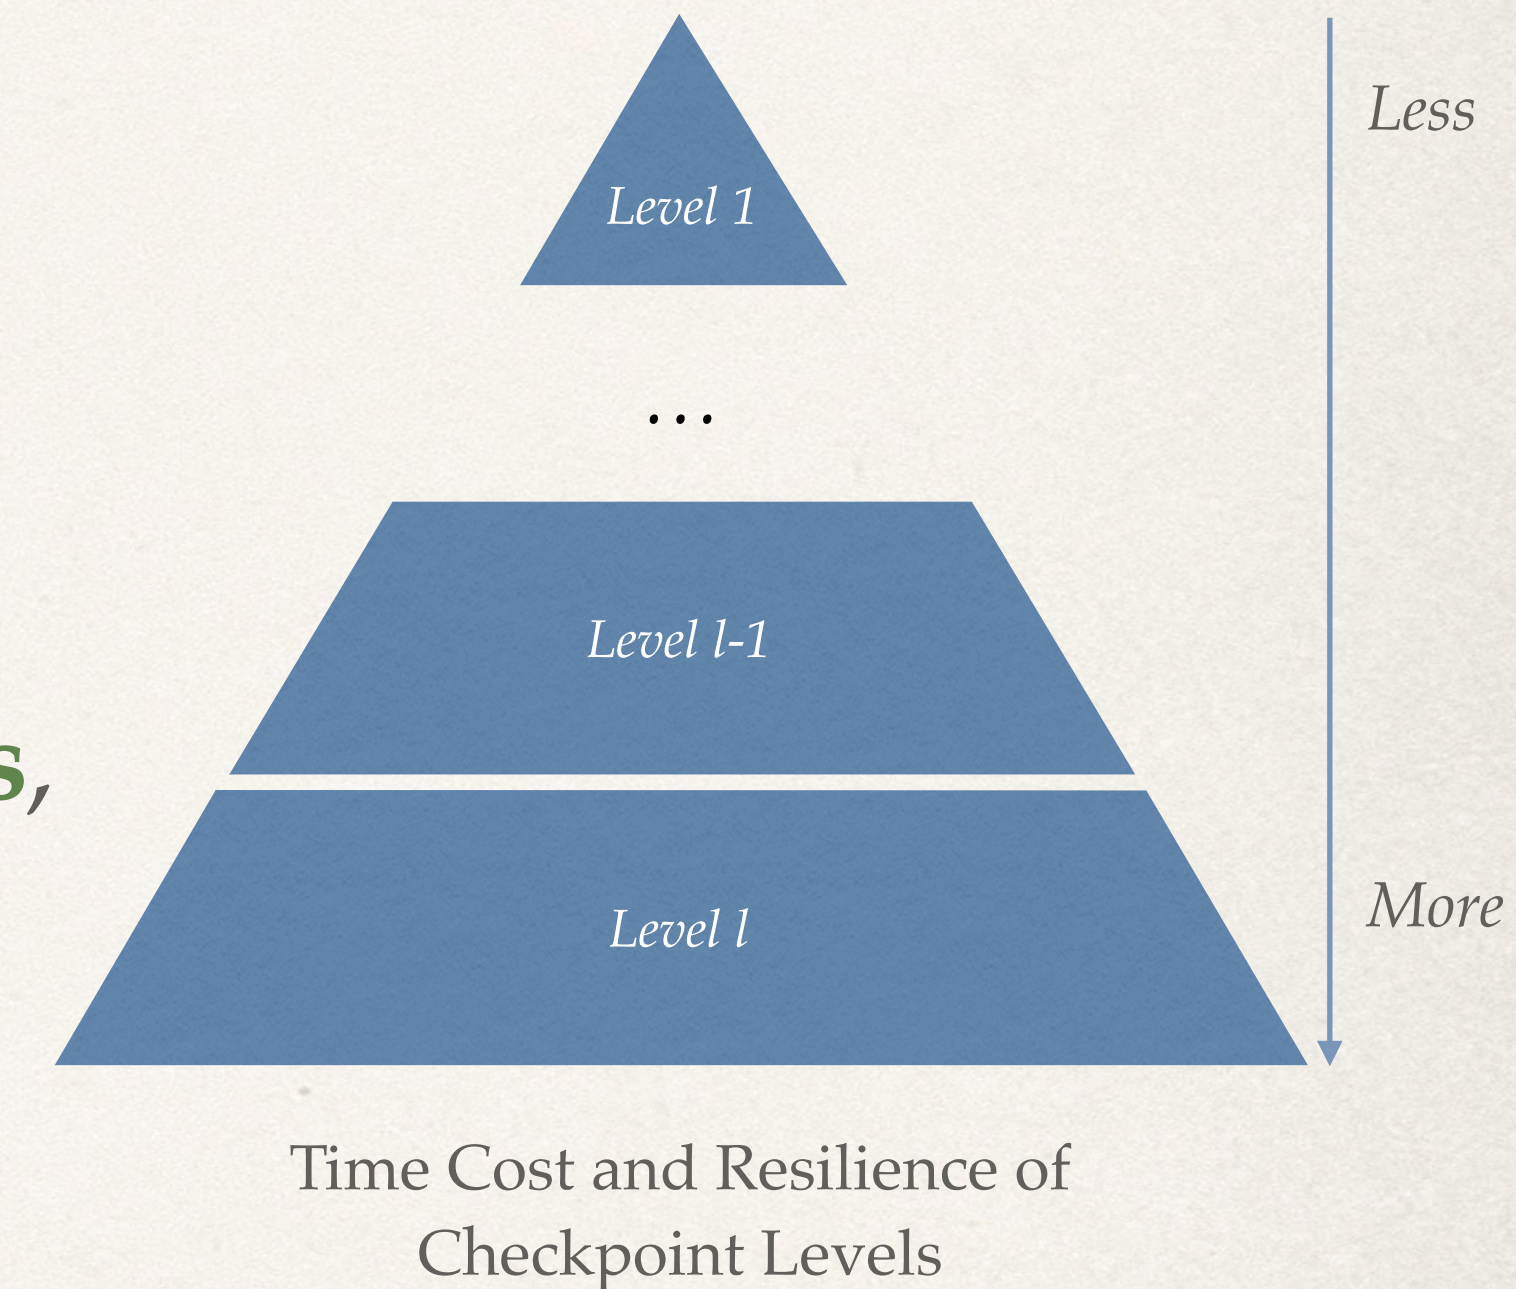 Less
Level 1
...
Level l-1
s,
More
Level l
Time Cost and Resilience of
Checkpoint Levels